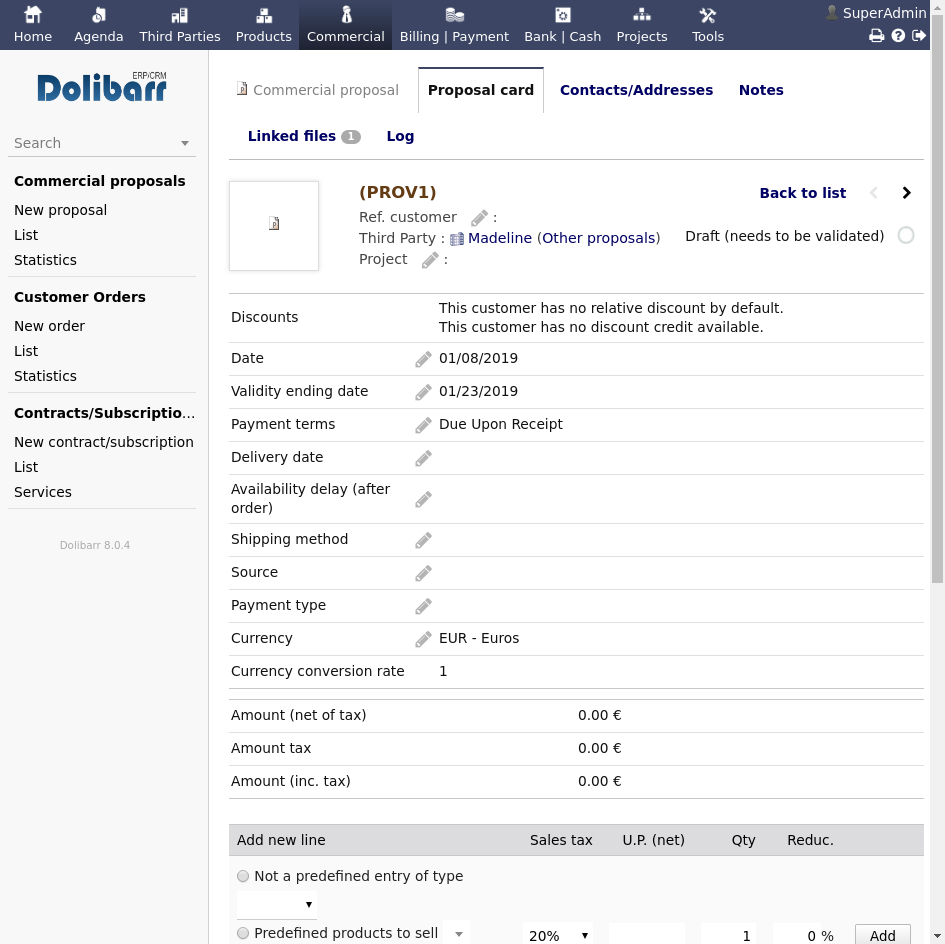 Home Agenda Third Parties Products Commercial Billing | Payment Bank | Cash Projects Tools
SuperAdmin
ERP/CRM
Dolibarr
Search
Commercial proposals
New proposal
List
Statistics
Customer Orders
New order
List
Statistics
Contracts/Subscriptio...
New contract/subscription
List
Services
Dolibarr 8.0.4
Commercial proposal Proposal card Contacts/Addresses Notes
Linked files 1 Log
(PROV1)
Back to list
Ref. customer :
Third Party : Madeline (Other proposals)
Draft (needs to be validated)
Project :
Discounts
This customer has no relative discount by default.
This customer has no discount credit available.
Date 01/08/2019
Validity ending date 01/23/2019
Payment terms Due Upon Receipt
Delivery date
Availability delay (after
order)
Shipping method
Source
Payment type
Currency EUR - Euros
Currency conversion rate 1
Amount (net of tax) 0.00 €
Amount tax 0.00 €
Amount (inc. tax) 0.00 €
Add new line Sales tax U.P. (net) Qty Reduc.
Not a predefined entry of type
Predefined products to sell 20% 1 0 % Add